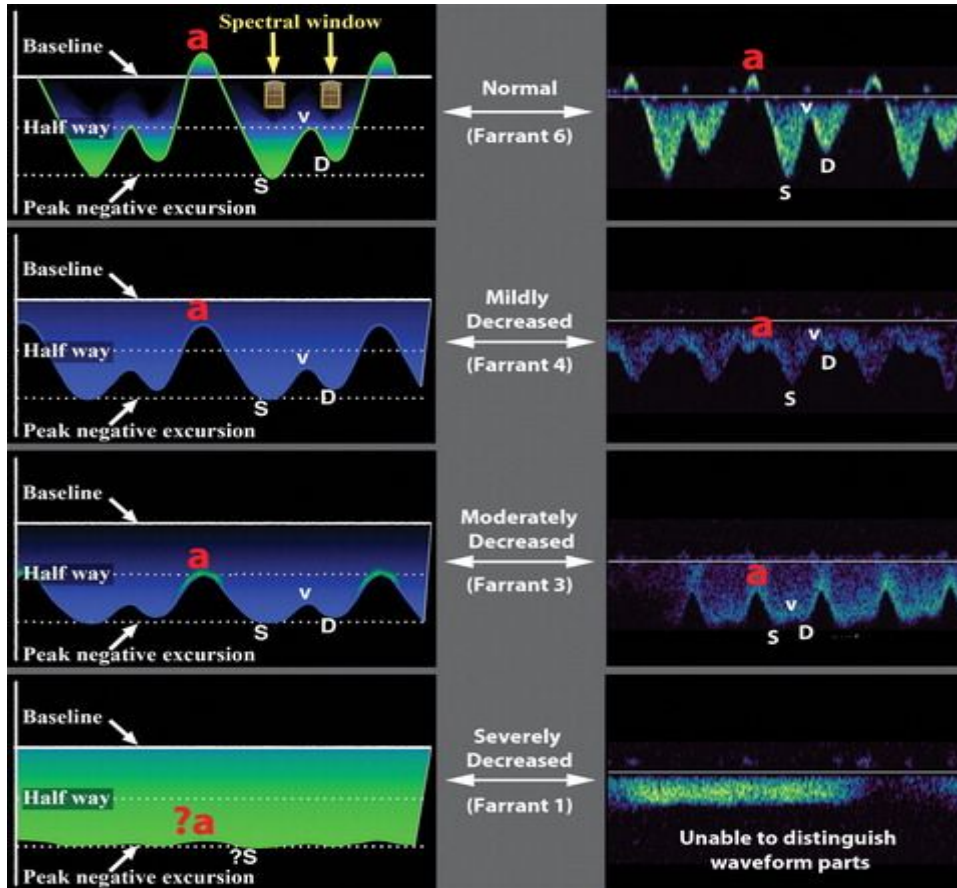 Spectral window
a
Baseline
Half way
v
D
S
Peak negative excursion
Normal
(Farrant 6)
a
v
D
S
Baseline
a
Half way
v
D
S
Peak negative excursion
Mildly
Decreased
(Farrant 4)
a
v
D
S
Baseline
Half way
a
v
S
D
Peak negative excursion
Moderately
Decreased
(Farrant 3)
a
v
S
D
Baseline
Half way
?a
?S
Peak negative excursion
Severely
Decreased
(Farrant 1)
Unable to distinguish
waveform parts